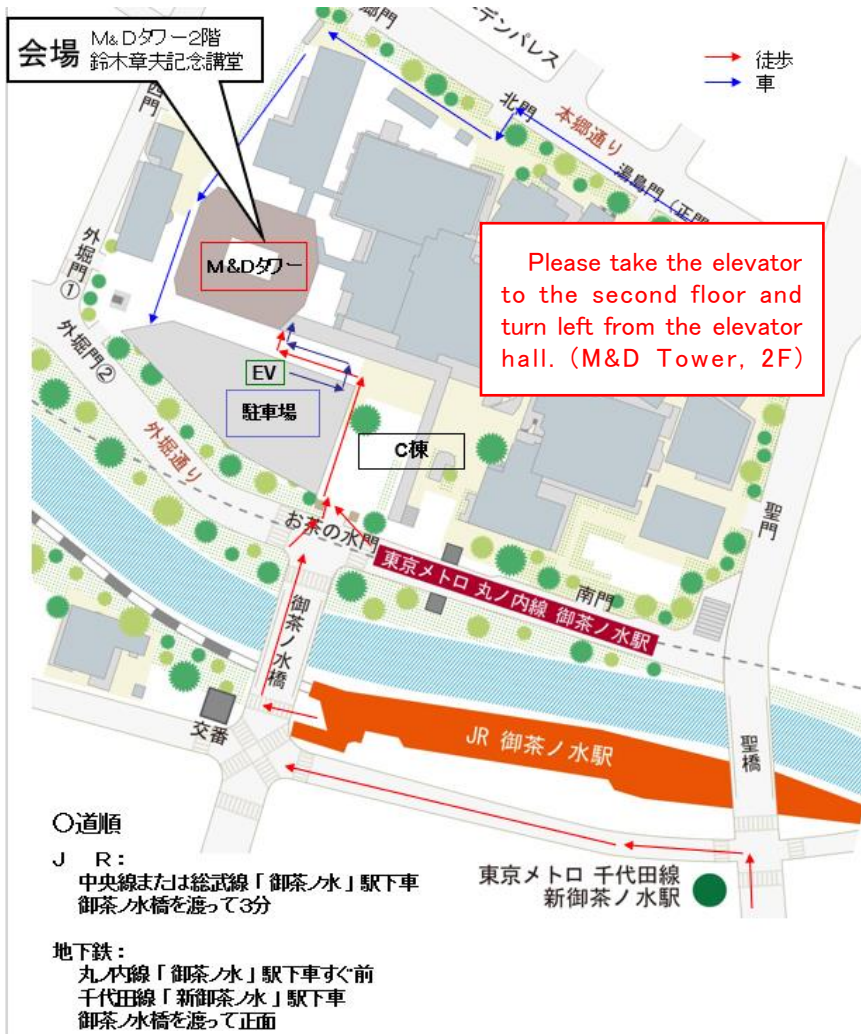 会場 M&Dタワー2階
鈴木章夫記念講堂
郷門
ーデンパレス
徒歩
車
西門
北門
本郷通り
湯島門（正門
M&Dタワー
Please take the elevator
to the second floor and
turn left from the elevator
hall. (M&D Tower, 2F)
外堀門①
外堀門②
EV
駐車場
C棟
外堀通り
お茶の水門
聖門
東京メトロ 丸ノ内線 御茶ノ水駅
南門
御茶ノ水橋
交番
JR 御茶ノ水駅
聖橋
○道順
J R：
中央線または総武線「御茶ノ水」駅下車
御茶ノ水橋を渡って3分
東京メトロ 千代田線
新御茶ノ水駅
地下鉄：
丸ノ内線「御茶ノ水」駅下車すぐ前
千代田線「新御茶ノ水」駅下車
御茶ノ水橋を渡って正面